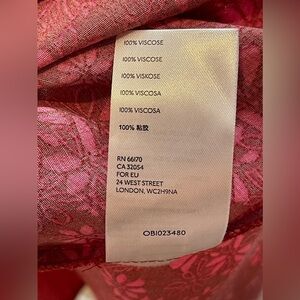 100% VISCOSE
100% VISCOSE
100% VISKOSE
100% VISCOSA
100% VISCOSA
100% 粘胶
RN 66170
CA 32054
FOR EU
24 WEST STREET
LONDON, WC2H9NA
OBI023480